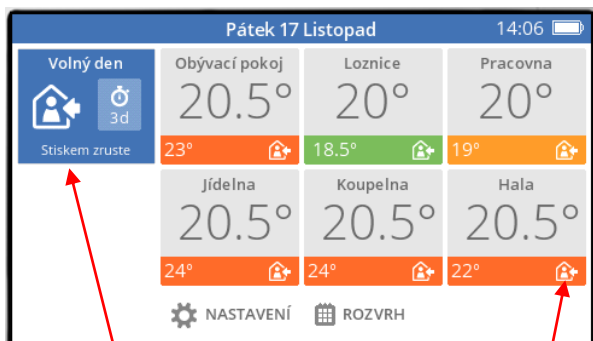 Pátek 17 Listopad 14:06
Volný den
3d
Stiskem zruste
Obývací pokoj
20.5°
23°
Loznice
20°
18.5°
Pracovna
20°
19°
Jídelna
20.5°
24°
Koupelna
20.5°
24°
Hala
20.5°
22°
NASTAVENÍ ROZVRH